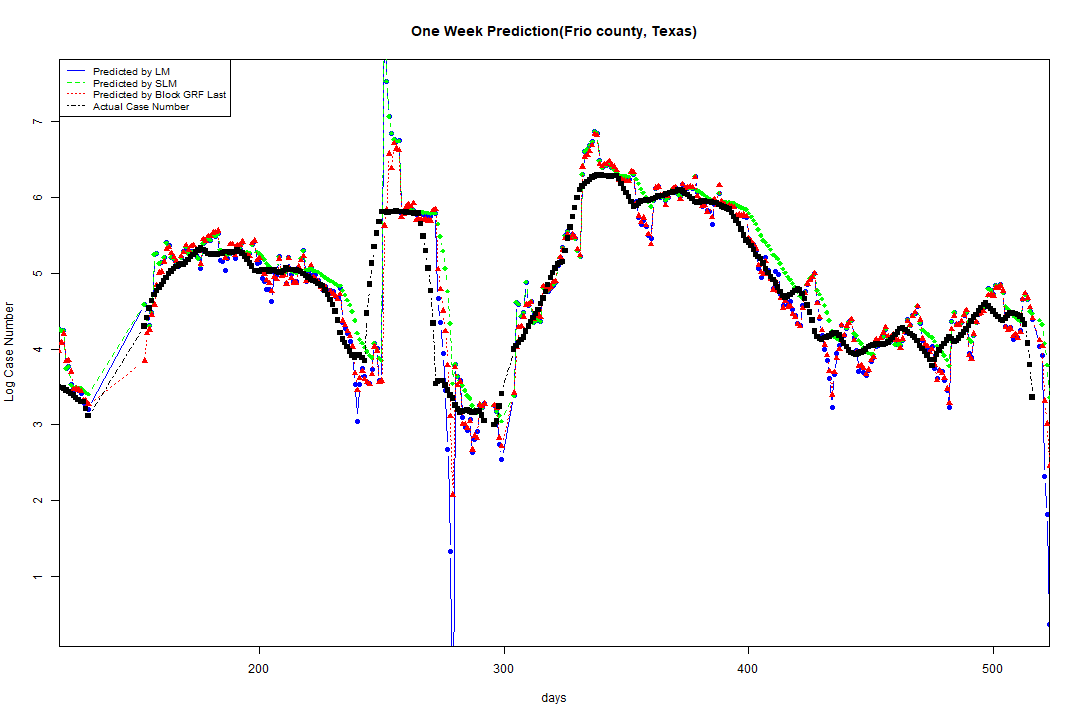 One Week Prediction(Frio county, Texas)
Predicted by LM
Predicted by SLM
Predicted by Block GRF Last
Actual Case Number
7
6
5
4
3
2
1
Log Case Number
200 300 400 500
days